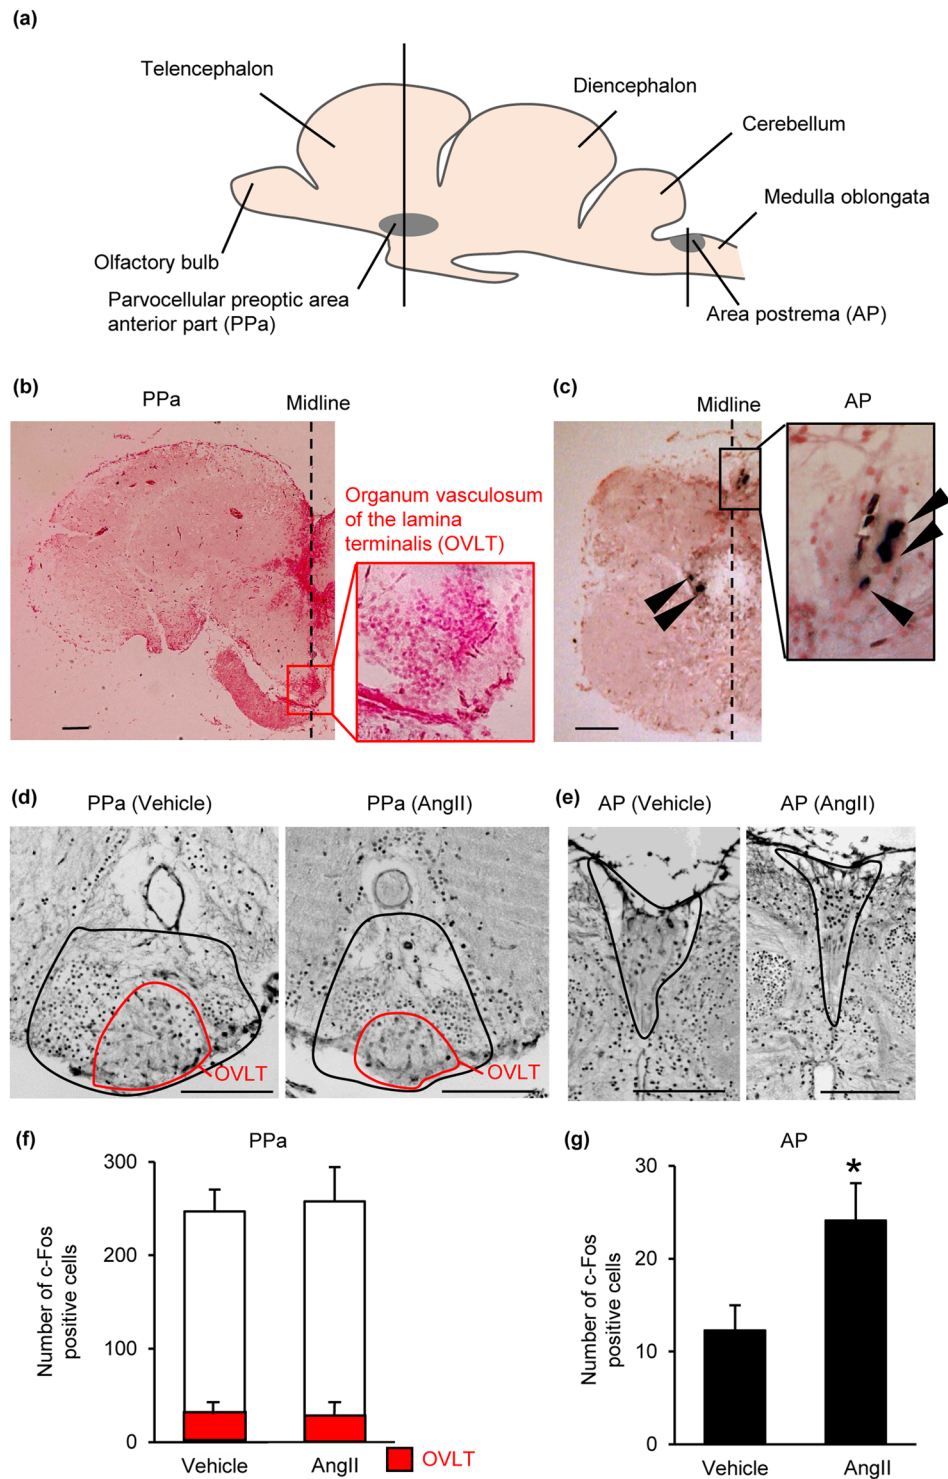 (a)
Telencephalon
Diencephalon
Cerebellum
Medulla oblongata
Olfactory bulb
Parvocellular preoptic area
anterior part (PPa)
Area postrema (AP)
(b)
PPa
Midline
Organum vasculosum
of the lamina
terminalis (OVLT)
(c)
Midline
AP
(d)
PPa (Vehicle)
PPa (AngII)
OVLT
OVLT
(e)
AP (Vehicle)
AP (AngII)
(f)
PPa
Number of c-Fos
positive cells
300
200
100
0
Vehicle
AngII
OVLT
(g)
AP
Number of c-Fos
positive cells
30
20
10
0
*
Vehicle
AngII